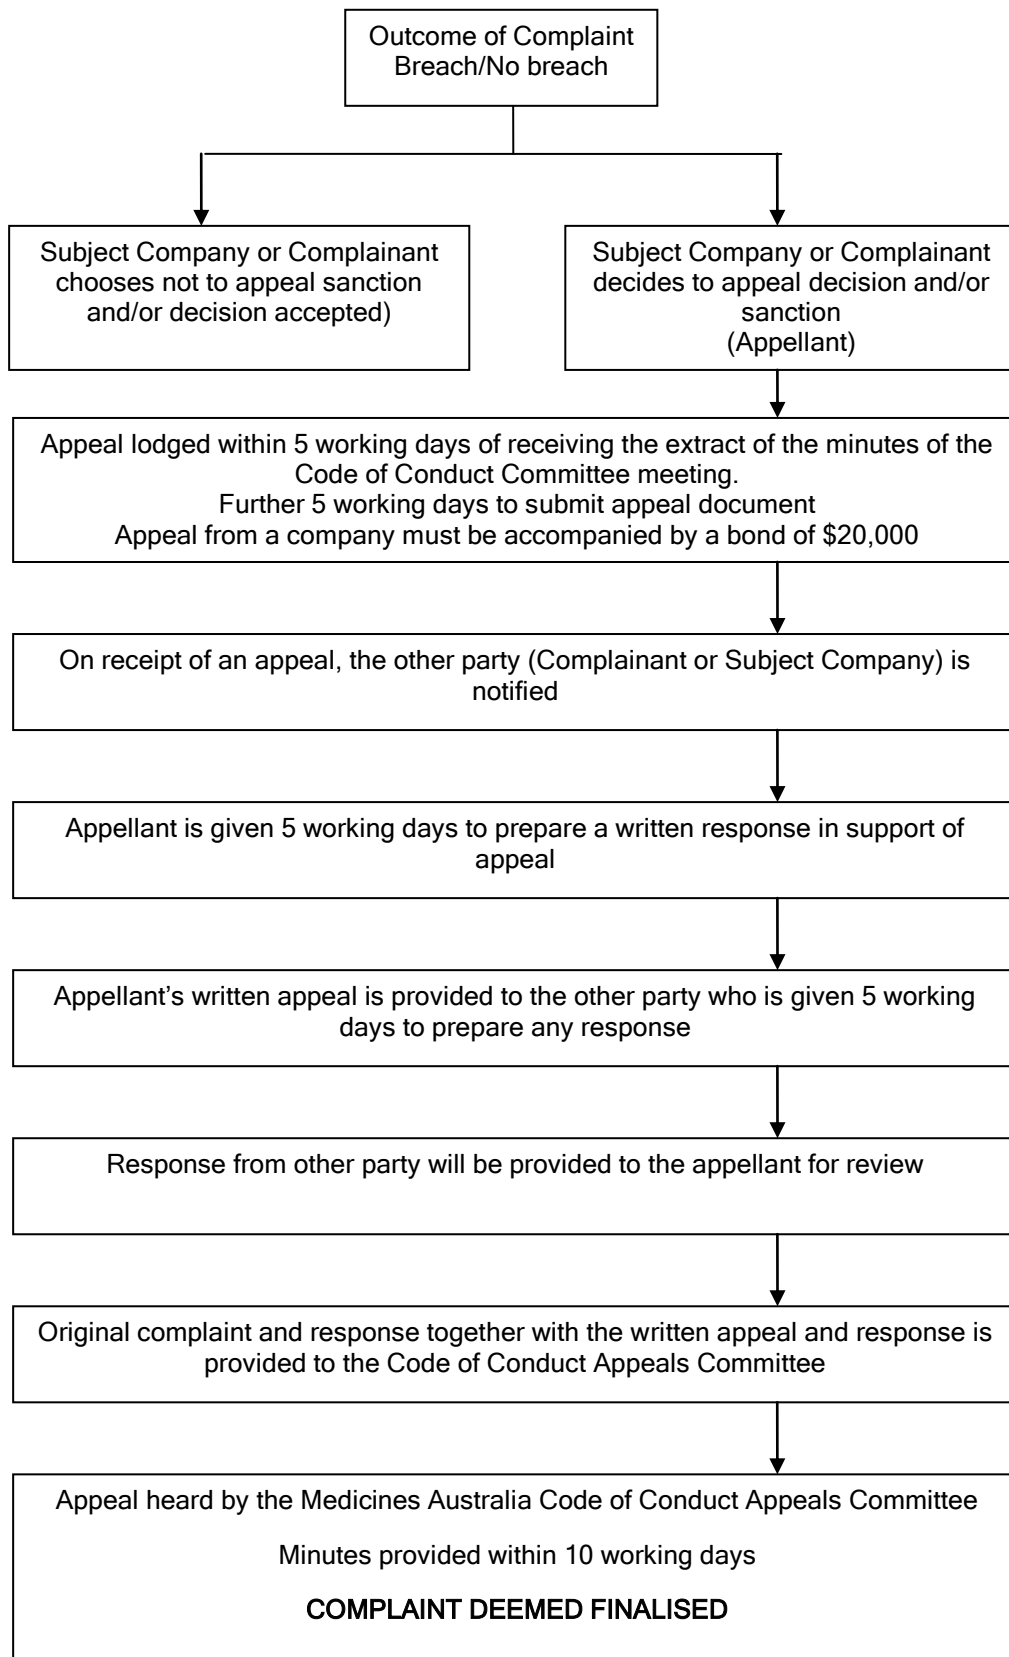 Outcome of Complaint
Breach/No breach
Subject Company or Complainant
chooses not to appeal sanction
and/or decision accepted)
Subject Company or Complainant
decides to appeal decision and/or
sanction
(Appellant)
Appeal lodged within 5 working days of receiving the extract of the minutes of the
Code of Conduct Committee meeting.
Further 5 working days to submit appeal document
Appeal from a company must be accompanied by a bond of $20,000
On receipt of an appeal, the other party (Complainant or Subject Company) is
notified
Appellant is given 5 working days to prepare a written response in support of
appeal
Appellant’s written appeal is provided to the other party who is given 5 working
days to prepare any response
Response from other party will be provided to the appellant for review
Original complaint and response together with the written appeal and response is
provided to the Code of Conduct Appeals Committee
Appeal heard by the Medicines Australia Code of Conduct Appeals Committee
Minutes provided within 10 working days
COMPLAINT DEEMED FINALISED